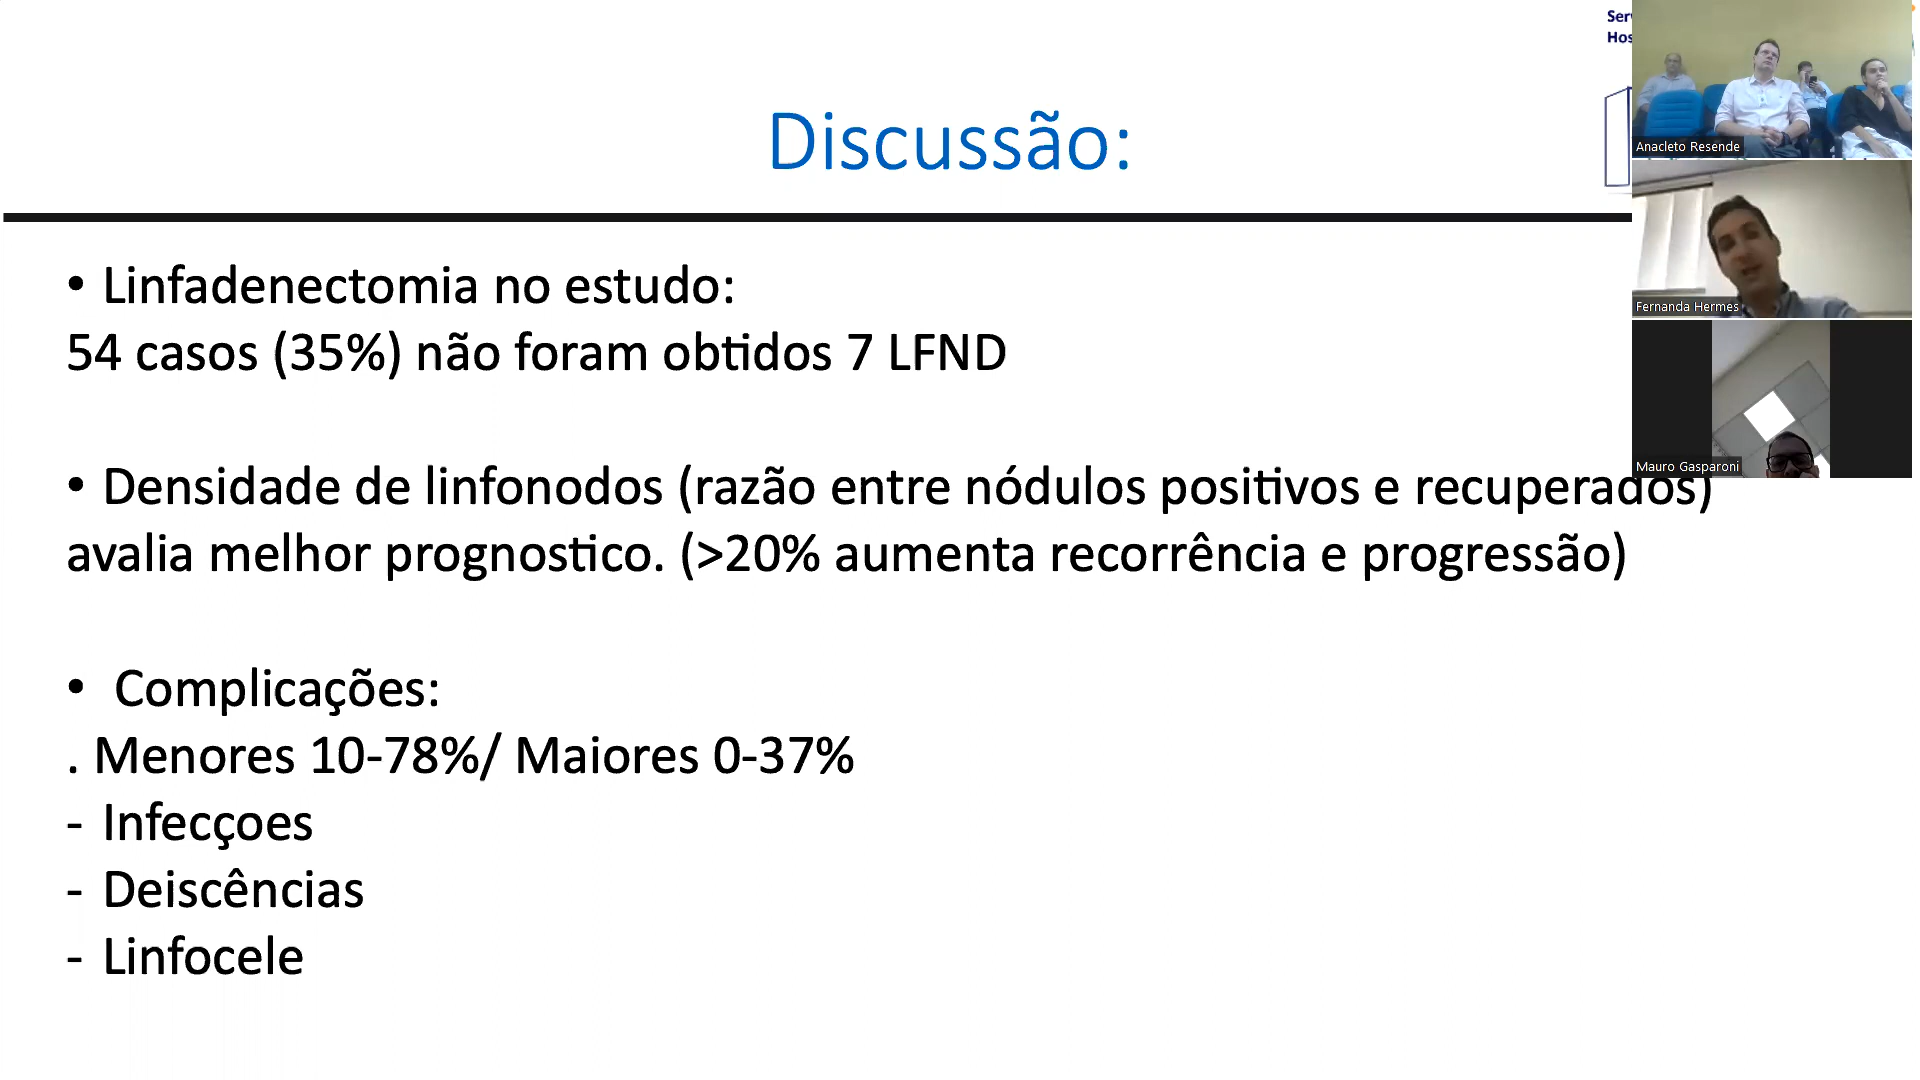 Discussão:
• Linfadenectomia no estudo:
54 casos (35%) não foram obtidos 7 LFND
• Densidade de linfonodos (razão entre nódulos positivos e recuperados)
avalia melhor prognostico. (>20% aumenta recorrência e progressão)
• Complicações:
. Menores 10-78%/ Maiores 0-37%
- Infecçoes
- Deiscências
- Linfocele
Anacleto Resende
Fernanda Hermes
Mauro Gasparoni